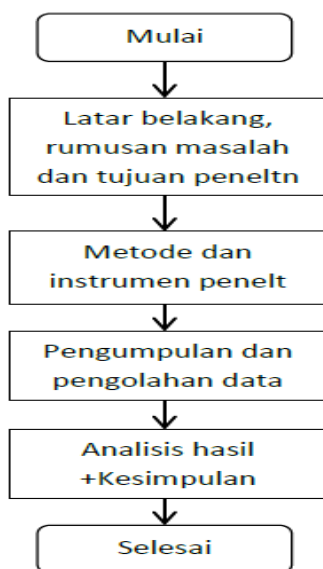 Mulai
Latar belakang,
rumusan masalah
dan tujuan peneltn
Metode dan
instrumen penelt
Pengumpulan dan
pengolahan data
Analisis hasil
+Kesimpulan
Selesai